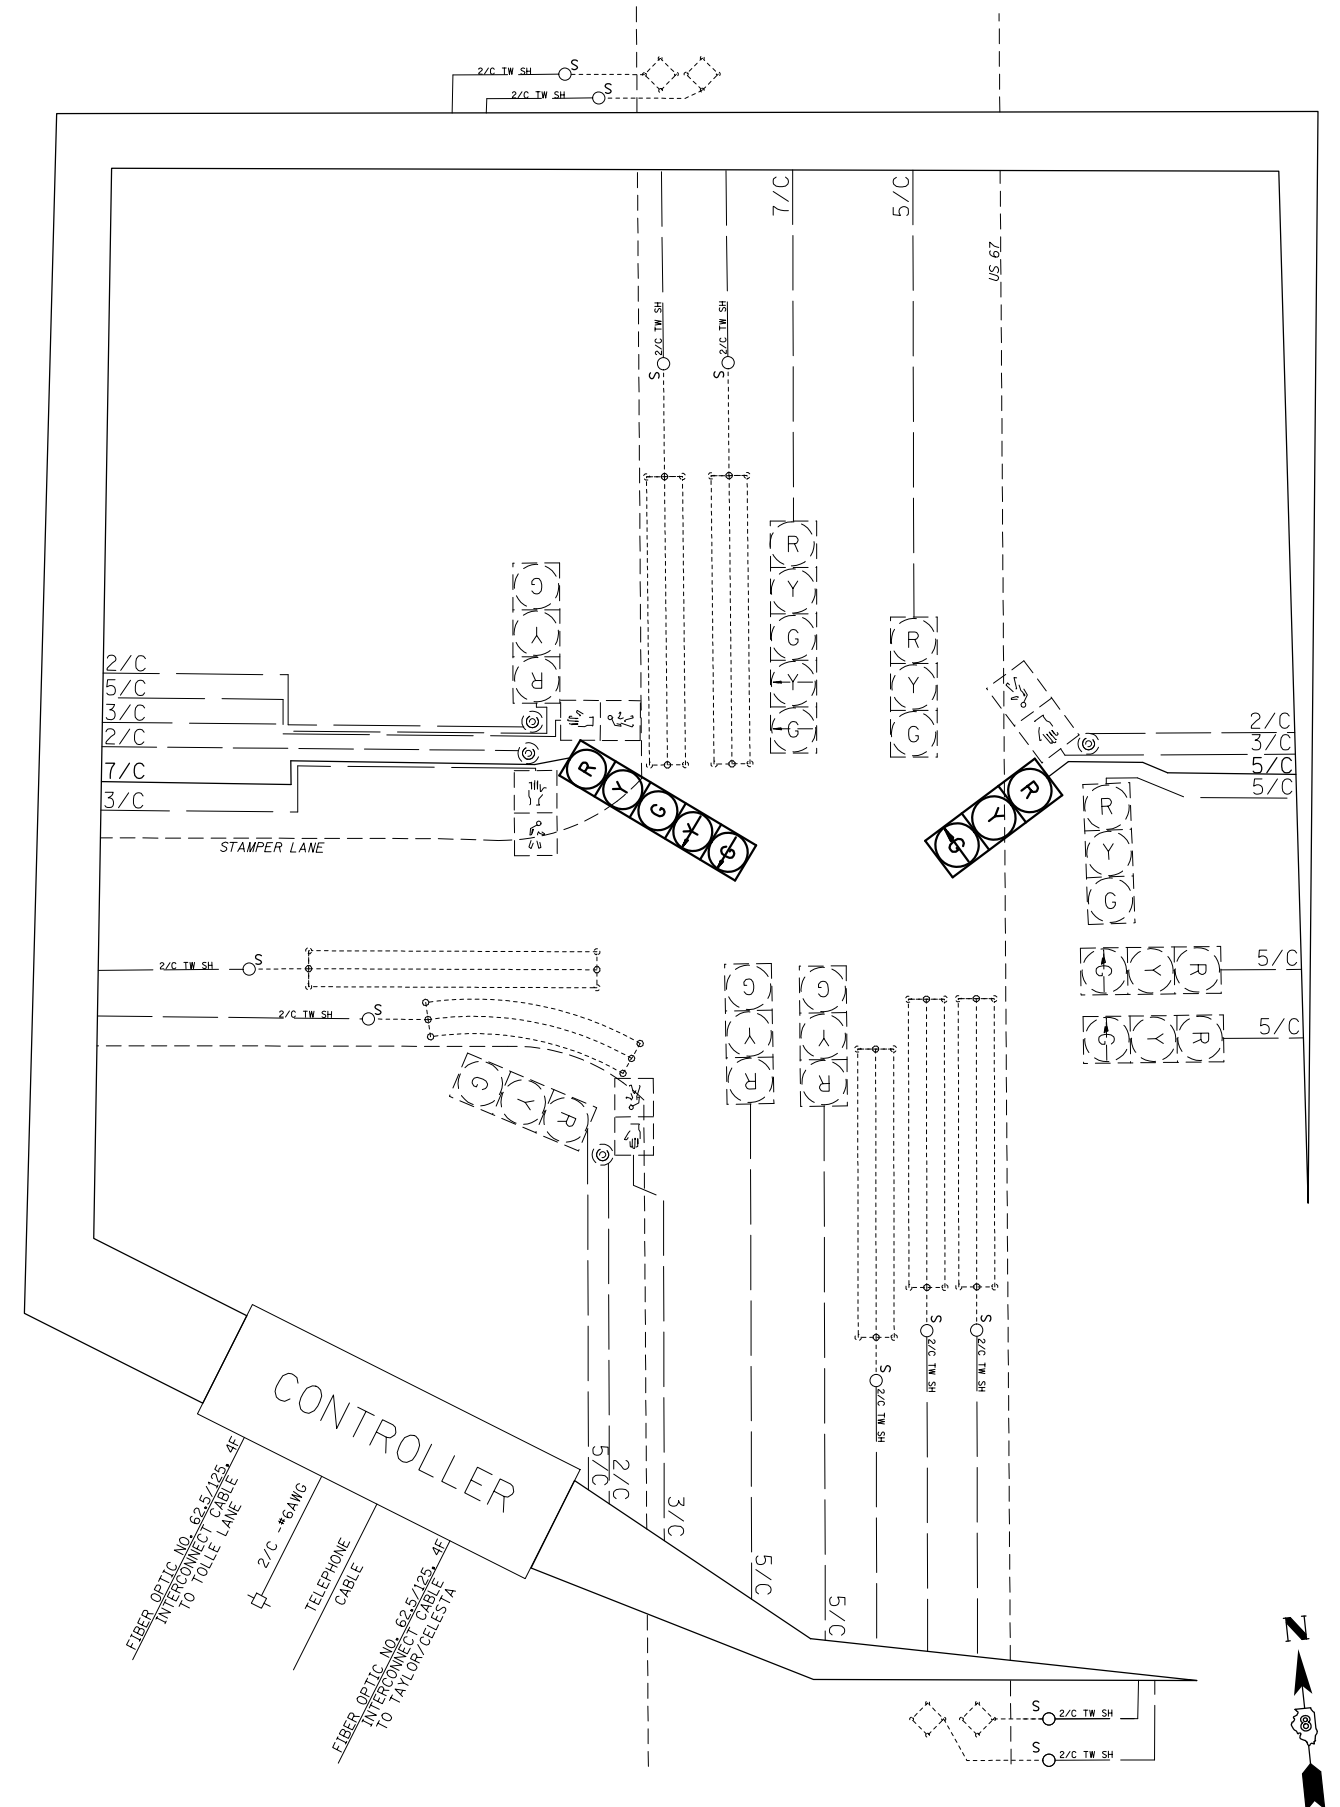 2/C TW SH
S
2/C TW SH
S
7/C
5/C
US 67
2/C TW SH
S
2/C TW SH
S
R
Y
G
Y
G
R
Y
G
G
Y
R
2/C
5/C
3/C
2/C
7/C
3/C
R
Y
G
Y
G
R
Y
G
2/C
3/C
5/C
5/C
R
Y
G
STAMPER LANE
2/C TW SH
S
2/C TW SH
S
G
Y
R
G
Y
R
G
Y
R
5/C
G
Y
R
5/C
G
Y
R
S
2/C TW SH
S
2/C TW SH
S
2/C TW SH
CONTROLLER
5/C
2/C
3/C
5/C
5/C
FIBER OPTIC NO. 62.5/125, 4F
INTERCONNECT CABLE
TO TOLLE LANE
2/C -#6AWG
TELEPHONE
CABLE
FIBER OPTIC NO. 62.5/125, 4F
INTERCONNECT CABLE
TO TAYLOR/CELESTA
S
2/C TW SH
S
2/C TW SH
N